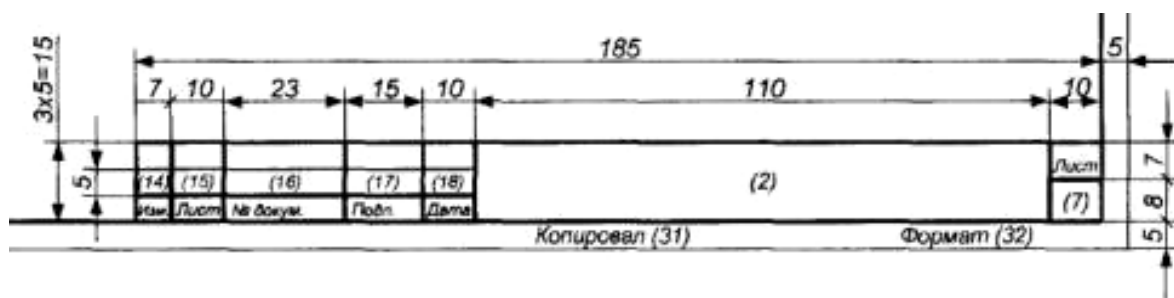 185 5
3x5=15
7 10 23 15 10 110 10
5
(14) (15) (16) (17) (18) (2) Лист 7
Изм. Лист № докум. Подп. Дата (7) 8
Копировал (31) Формат (32) 5